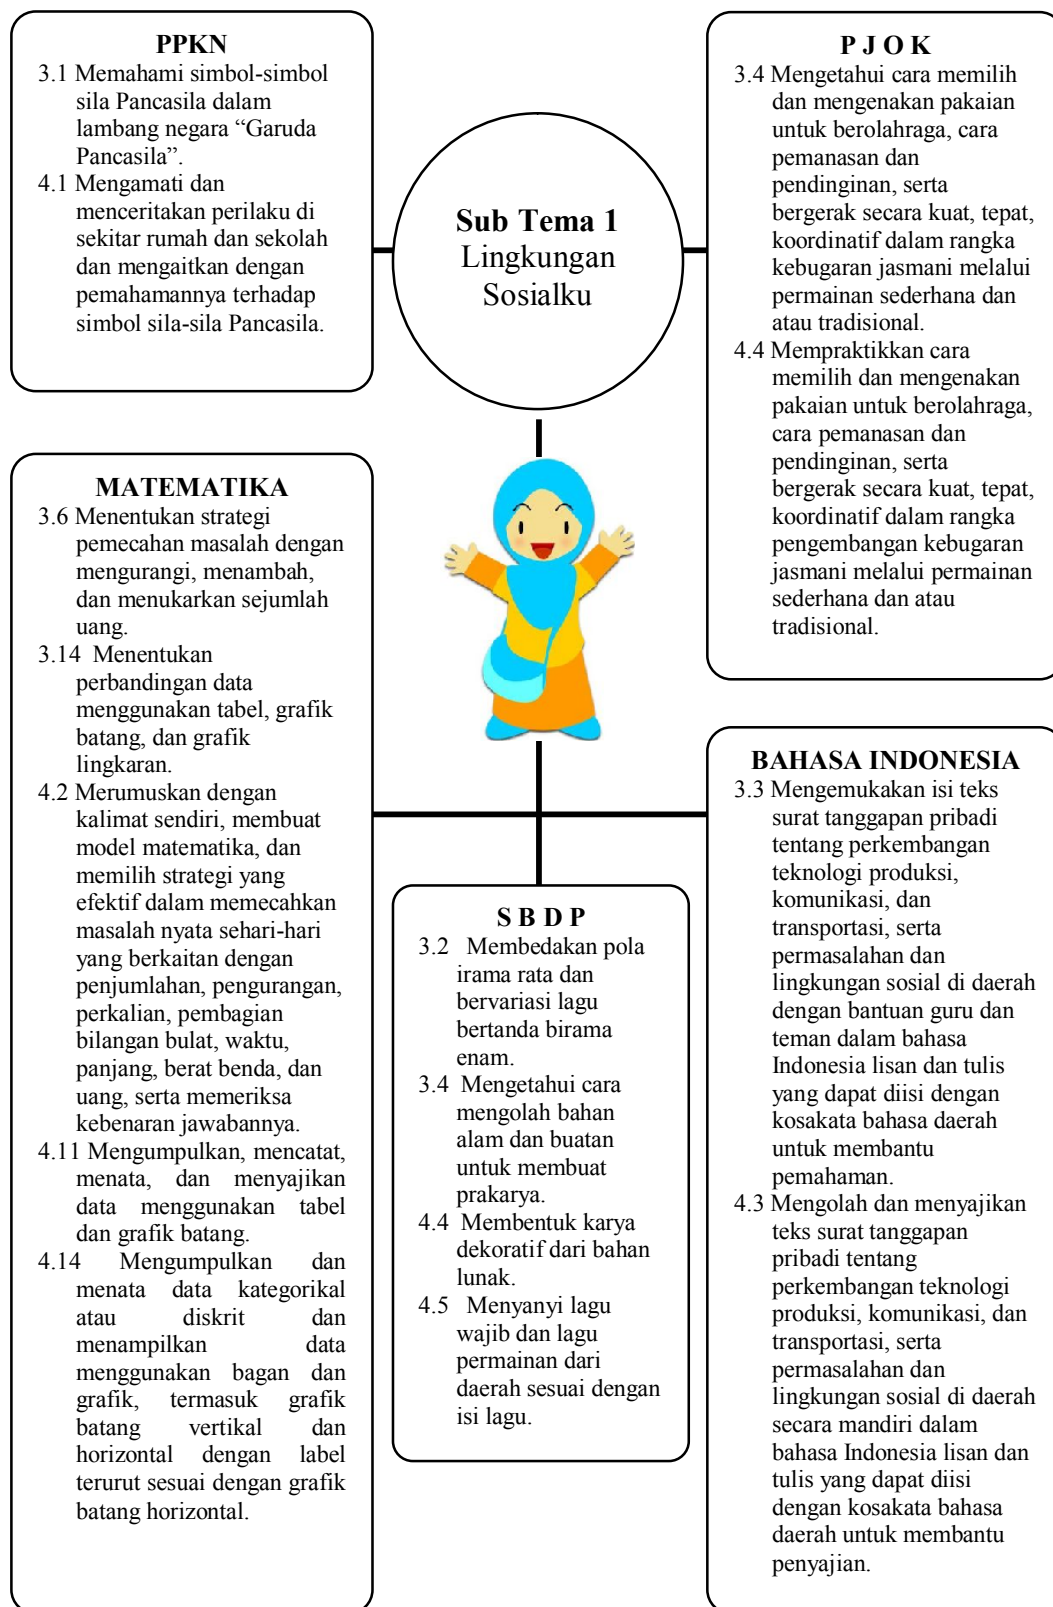 PPKN
3.1 Memahami simbol-simbol
sila Pancasila dalam
lambang negara “Garuda
Pancasila”.
4.1 Mengamati dan
menceritakan perilaku di
sekitar rumah dan sekolah
dan mengaitkan dengan
pemahamannya terhadap
simbol sila-sila Pancasila.
Sub Tema 1
Lingkungan
Sosialku
P J O K
3.4 Mengetahui cara memilih
dan mengenakan pakaian
untuk berolahraga, cara
pemanasan dan
pendinginan, serta
bergerak secara kuat, tepat,
koordinatif dalam rangka
kebugaran jasmani melalui
permainan sederhana dan
atau tradisional.
4.4 Mempraktikkan cara
memilih dan mengenakan
pakaian untuk berolahraga,
cara pemanasan dan
pendinginan, serta
bergerak secara kuat, tepat,
koordinatif dalam rangka
pengembangan kebugaran
jasmani melalui permainan
sederhana dan atau
tradisional.
MATEMATIKA
3.6 Menentukan strategi
pemecahan masalah dengan
mengurangi, menambah,
dan menukarkan sejumlah
uang.
3.14 Menentukan
perbandingan data
menggunakan tabel, grafik
batang, dan grafik
lingkaran.
4.2 Merumuskan dengan
kalimat sendiri, membuat
model matematika, dan
memilih strategi yang
efektif dalam memecahkan
masalah nyata sehari-hari
yang berkaitan dengan
penjumlahan, pengurangan,
perkalian, pembagian
bilangan bulat, waktu,
panjang, berat benda, dan
uang, serta memeriksa
kebenaran jawabannya.
4.11 Mengumpulkan, mencatat,
menata, dan menyajikan
data menggunakan tabel
dan grafik batang.
4.14 Mengumpulkan dan
menata data kategorikal
atau diskrit dan
menampilkan data
menggunakan bagan dan
grafik, termasuk grafik
batang vertikal dan
horizontal dengan label
terurut sesuai dengan grafik
batang horizontal.
S B D P
3.2 Membedakan pola
irama rata dan
bervariasi lagu
bertanda birama
enam.
3.4 Mengetahui cara
mengolah bahan
alam dan buatan
untuk membuat
prakarya.
4.4 Membentuk karya
dekoratif dari bahan
lunak.
4.5 Menyanyi lagu
wajib dan lagu
permainan dari
daerah sesuai dengan
isi lagu.
BAHASA INDONESIA
3.3 Mengemukakan isi teks
surat tanggapan pribadi
tentang perkembangan
teknologi produksi,
komunikasi, dan
transportasi, serta
permasalahan dan
lingkungan sosial di daerah
dengan bantuan guru dan
teman dalam bahasa
Indonesia lisan dan tulis
yang dapat diisi dengan
kosakata bahasa daerah
untuk membantu
pemahaman.
4.3 Mengolah dan menyajikan
teks surat tanggapan
pribadi tentang
perkembangan teknologi
produksi, komunikasi, dan
transportasi, serta
permasalahan dan
lingkungan sosial di daerah
secara mandiri dalam
bahasa Indonesia lisan dan
tulis yang dapat diisi
dengan kosakata bahasa
daerah untuk membantu
penyajian.